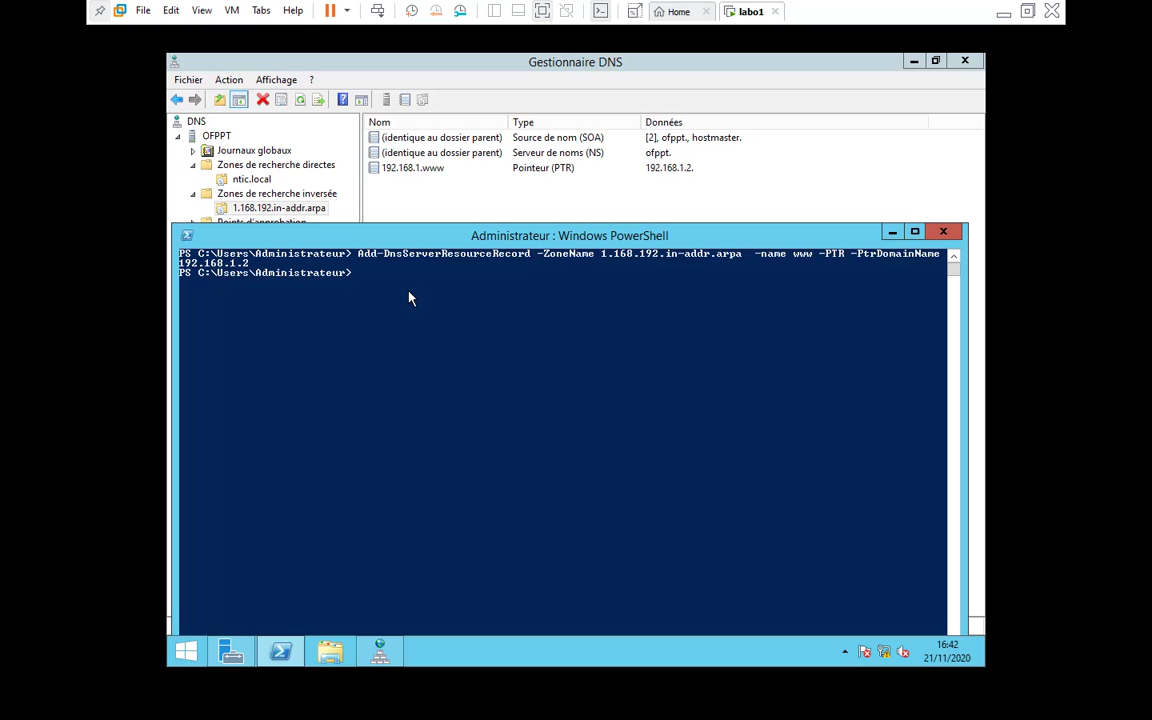 File Edit View VM Tabs Help Home labo1
Gestionnaire DNS
Fichier Action Affichage ?
DNS
OFPPT
Journaux globaux
Zones de recherche directes
ntic.local
Zones de recherche inversée
1.168.192.in-addr.arpa
Points d'approbation
Nom Type Données
(identique au dossier parent) Source de nom (SOA) [2], ofppt., hostmaster.
(identique au dossier parent) Serveur de noms (NS) ofppt.
192.168.1.www Pointeur (PTR) 192.168.1.2.
Administrateur : Windows PowerShell
PS C:\Users\Administrateur> Add-DnsServerResourceRecord -ZoneName 1.168.192.in-addr.arpa -name www -PTR -PtrDomainName
192.168.1.2
PS C:\Users\Administrateur>
16:42
21/11/2020